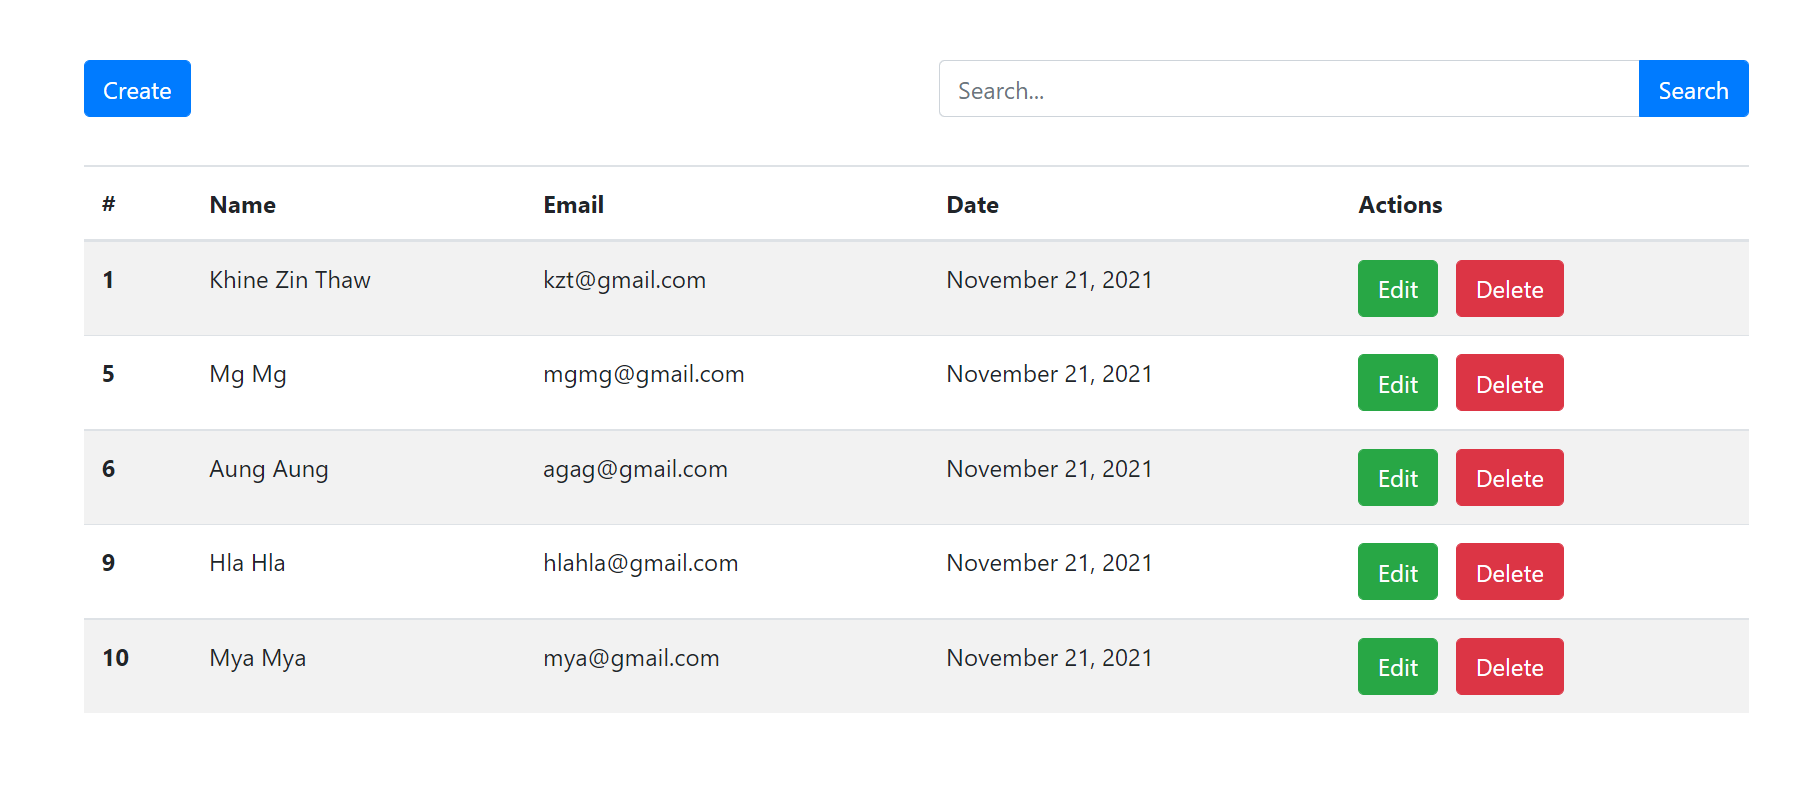 Create Search... Search
# Name Email Date Actions
1 Khine Zin Thaw kzt@gmail.com November 21, 2021 Edit Delete
5 Mg Mg mgmg@gmail.com November 21, 2021 Edit Delete
6 Aung Aung agag@gmail.com November 21, 2021 Edit Delete
9 Hla Hla hlahla@gmail.com November 21, 2021 Edit Delete
10 Mya Mya mya@gmail.com November 21, 2021 Edit Delete